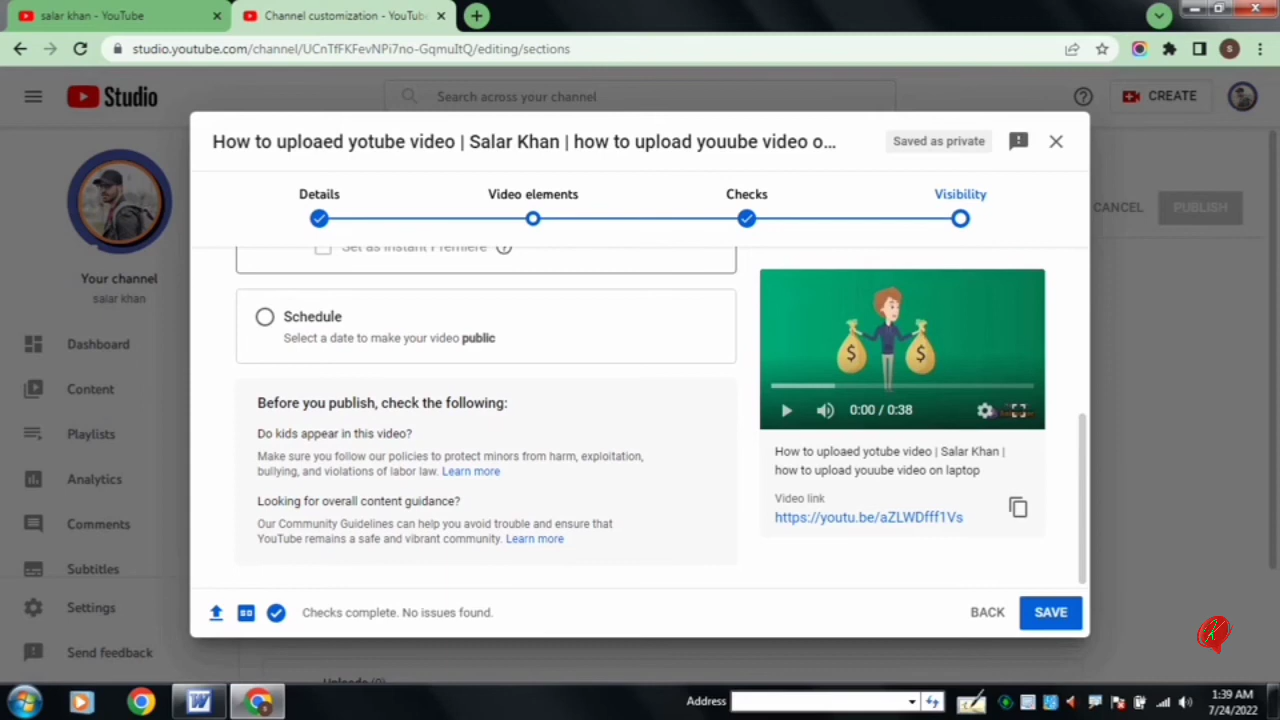 salar khan - YouTube
Channel customization - YouTube
studio.youtube.com/channel/UCnTfFKFevNPi7no-GqmuItQ/editing/sections
S
Studio
Search across your channel
CREATE
How to uploaed yotube video | Salar Khan | how to upload youube video o...
Saved as private
Details
Video elements
Checks
Visibility
CANCEL
PUBLISH
Set as instant Premiere
Your channel
salar khan
Schedule
Select a date to make your video public
Dashboard
Content
Playlists
Analytics
Comments
Subtitles
Settings
Send feedback
Before you publish, check the following:
Do kids appear in this video?
Make sure you follow our policies to protect minors from harm, exploitation,
bullying, and violations of labor law. Learn more
Looking for overall content guidance?
Our Community Guidelines can help you avoid trouble and ensure that
YouTube remains a safe and vibrant community. Learn more
$ $
0:00 / 0:38
How to uploaed yotube video | Salar Khan |
how to upload youube video on laptop
Video link
https://youtu.be/aZLWDfff1Vs
Checks complete. No issues found.
BACK
SAVE
K
Uploads (0)
W
Address
1:39 AM
7/24/2022